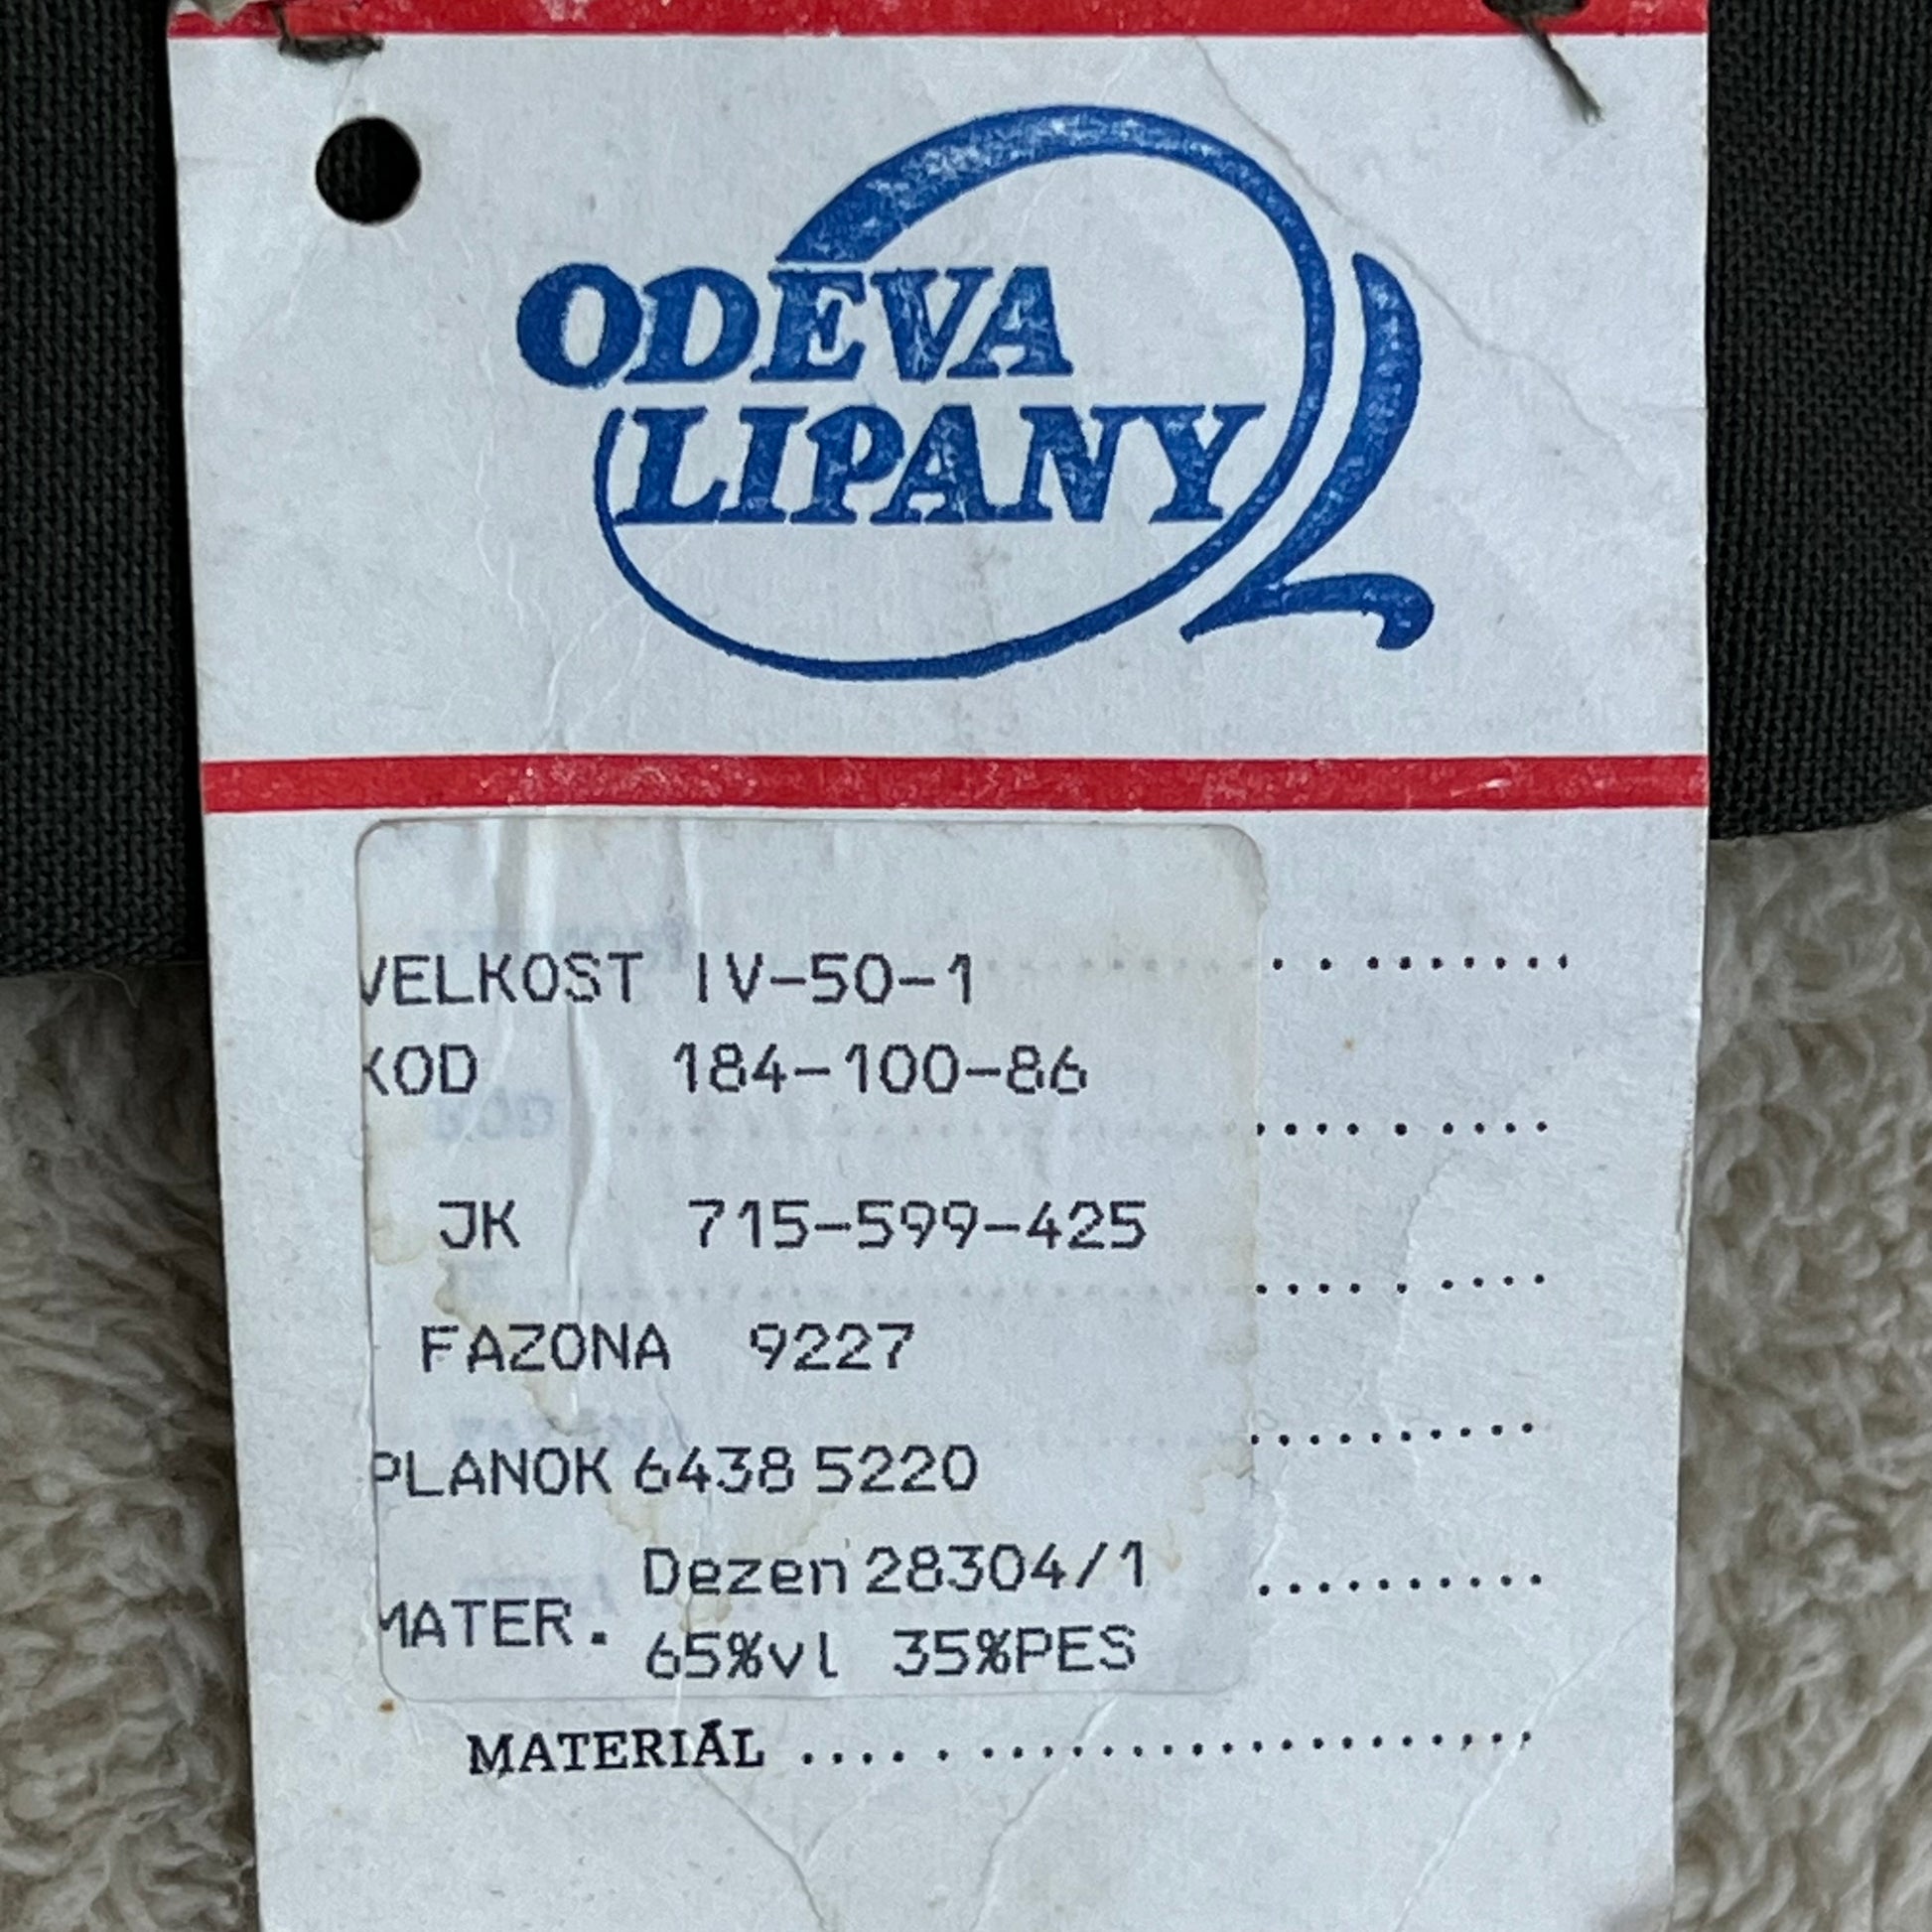 ODEVA
LIPANY
VELKOST IV-50-1
KOD 184-100-86
KÓD
JK 715-599-425
FAZONA 9227
PLANOK 6438 5220
Dezen 28304/1
MATER.
65%vl 35%PES
MATERIÁL ....................